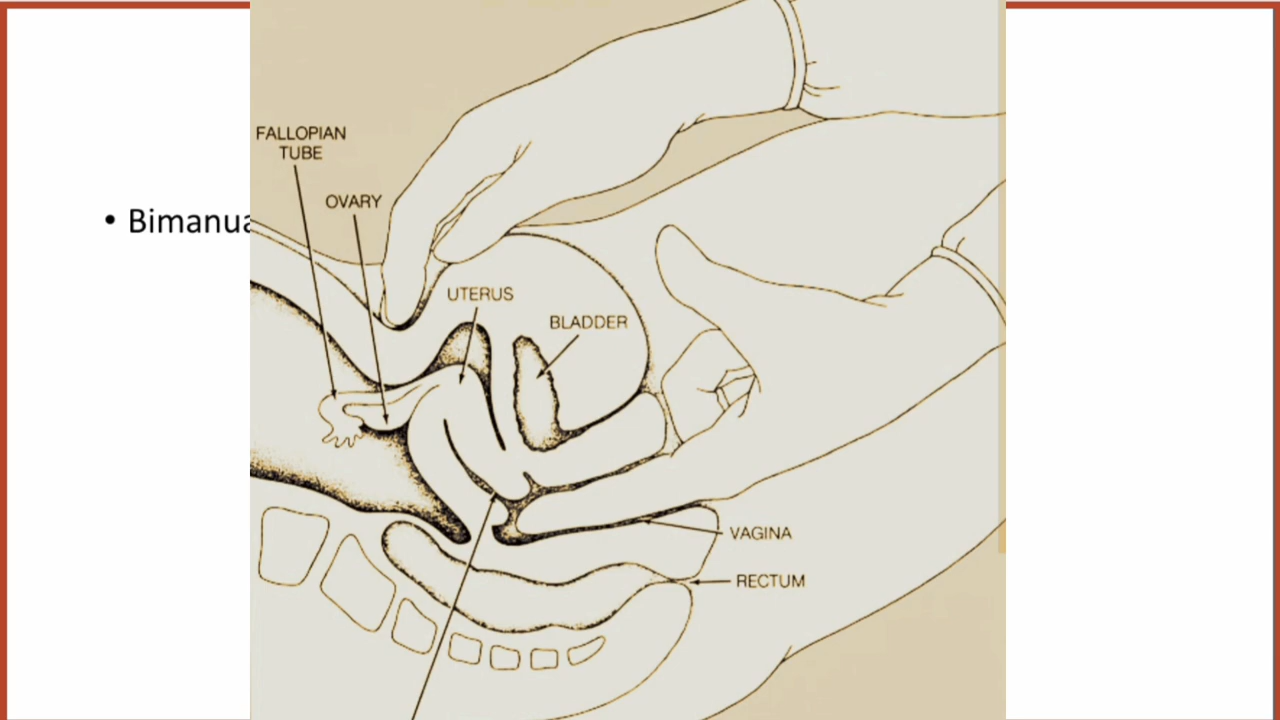 FALLOPIAN
TUBE
OVARY
• Bimanua
UTERUS
BLADDER
VAGINA
RECTUM